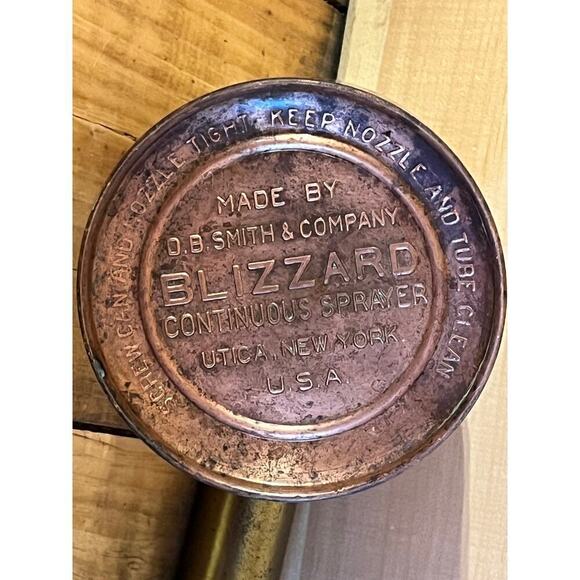 SCREW CAN AND NOZZLE TIGHT. KEEP NOZZLE AND TUBE CLEAN
MADE BY
D.B. SMITH & COMPANY
BLIZZARD
CONTINUOUS SPRAYER
UTICA, NEW YORK.
U.S.A.